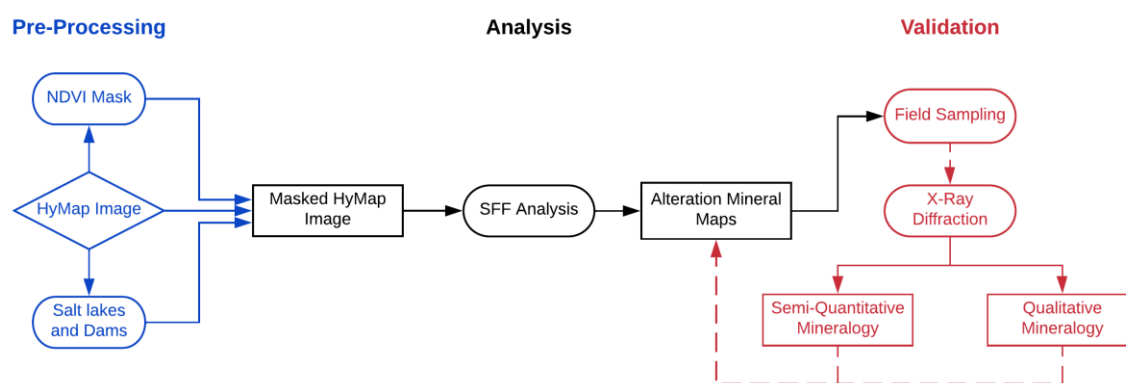 Pre-Processing
Analysis
Validation
NDVI Mask
HyMap Image
Salt lakes
and Dams
Masked HyMap
Image
SFF Analysis
Alteration Mineral
Maps
Field Sampling
X-Ray
Diffraction
Semi-Quantitative
Mineralogy
Qualitative
Mineralogy